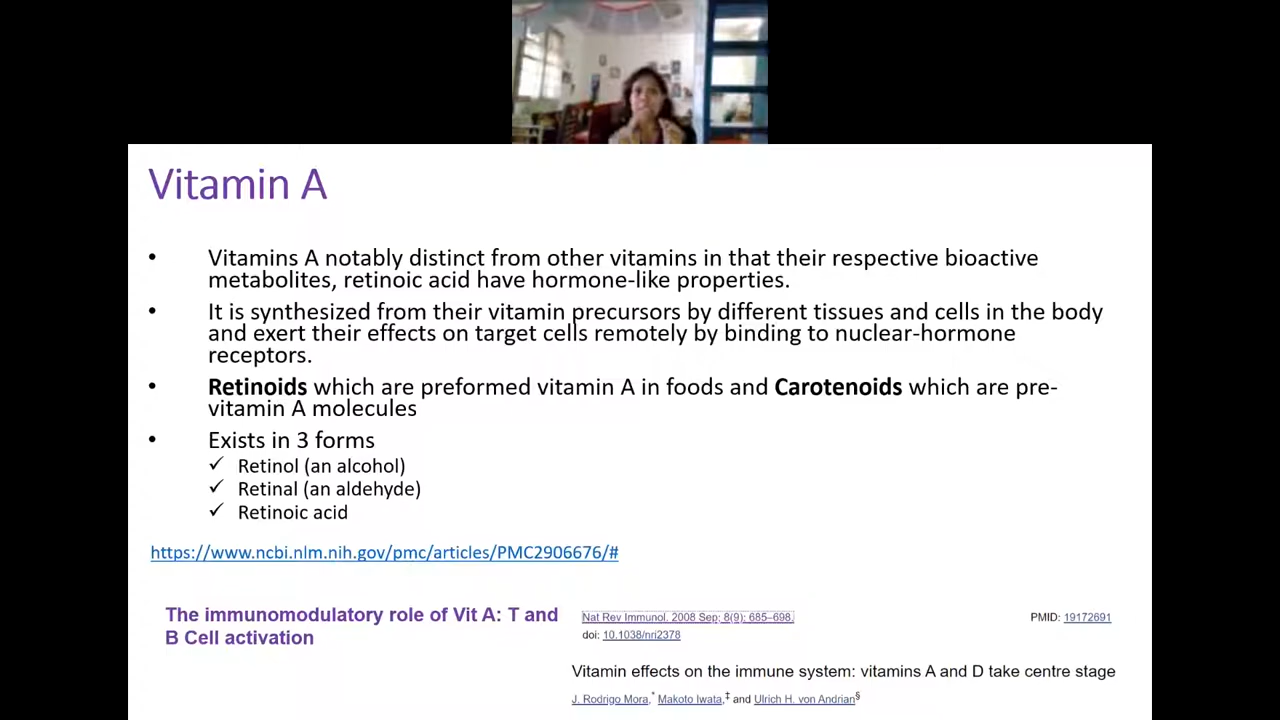 Vitamin A
• Vitamins A notably distinct from other vitamins in that their respective bioactive
metabolites, retinoic acid have hormone-like properties.
• It is synthesized from their vitamin precursors by different tissues and cells in the body
and exert their effects on target cells remotely by binding to nuclear-hormone
receptors.
• Retinoids which are preformed vitamin A in foods and Carotenoids which are pre-
vitamin A molecules
• Exists in 3 forms
✓ Retinol (an alcohol)
✓ Retinal (an aldehyde)
✓ Retinoic acid
https://www.ncbi.nlm.nih.gov/pmc/articles/PMC2906676/#
The immunomodulatory role of Vit A: T and
B Cell activation
Nat Rev Immunol. 2008 Sep; 8(9): 685–698.
PMID: 19172691
doi: 10.1038/nri2378
Vitamin effects on the immune system: vitamins A and D take centre stage
J. Rodrigo Mora,* Makoto Iwata,‡ and Ulrich H. von Andrian§